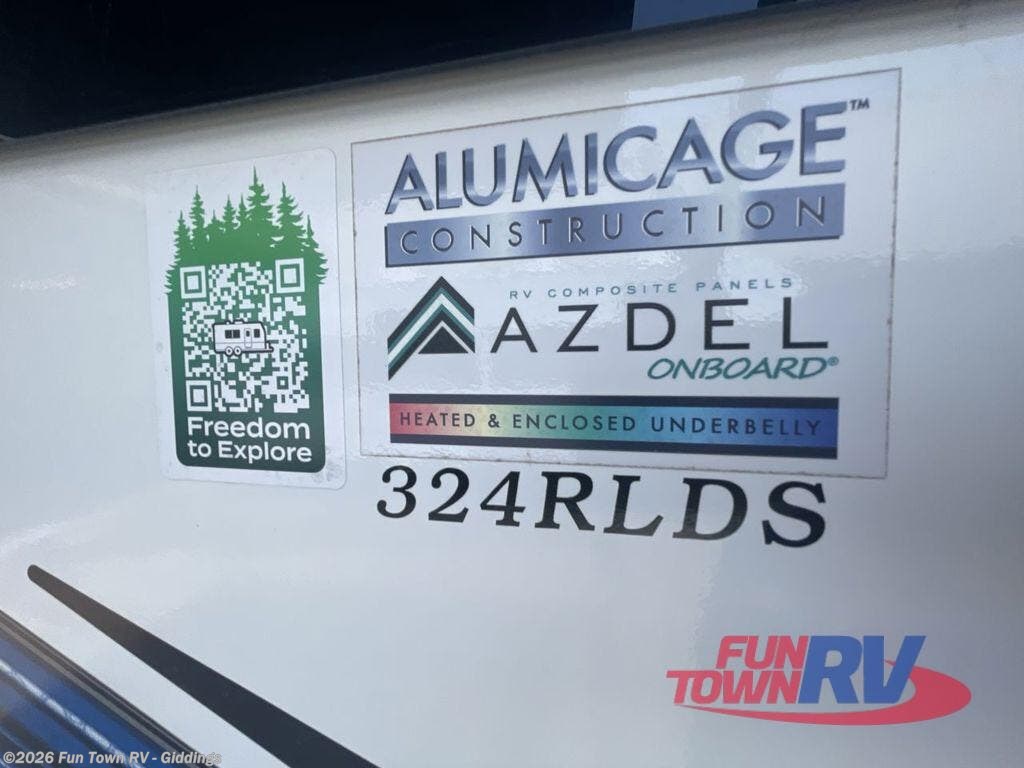 ALUMICAGE™
CONSTRUCTION
RV COMPOSITE PANELS
AZDEL
ONBOARD®
HEATED & ENCLOSED UNDERBELLY
Freedom
to Explore
324RLDS
FUN
TOWN RV
©2026 Fun Town RV - Giddings